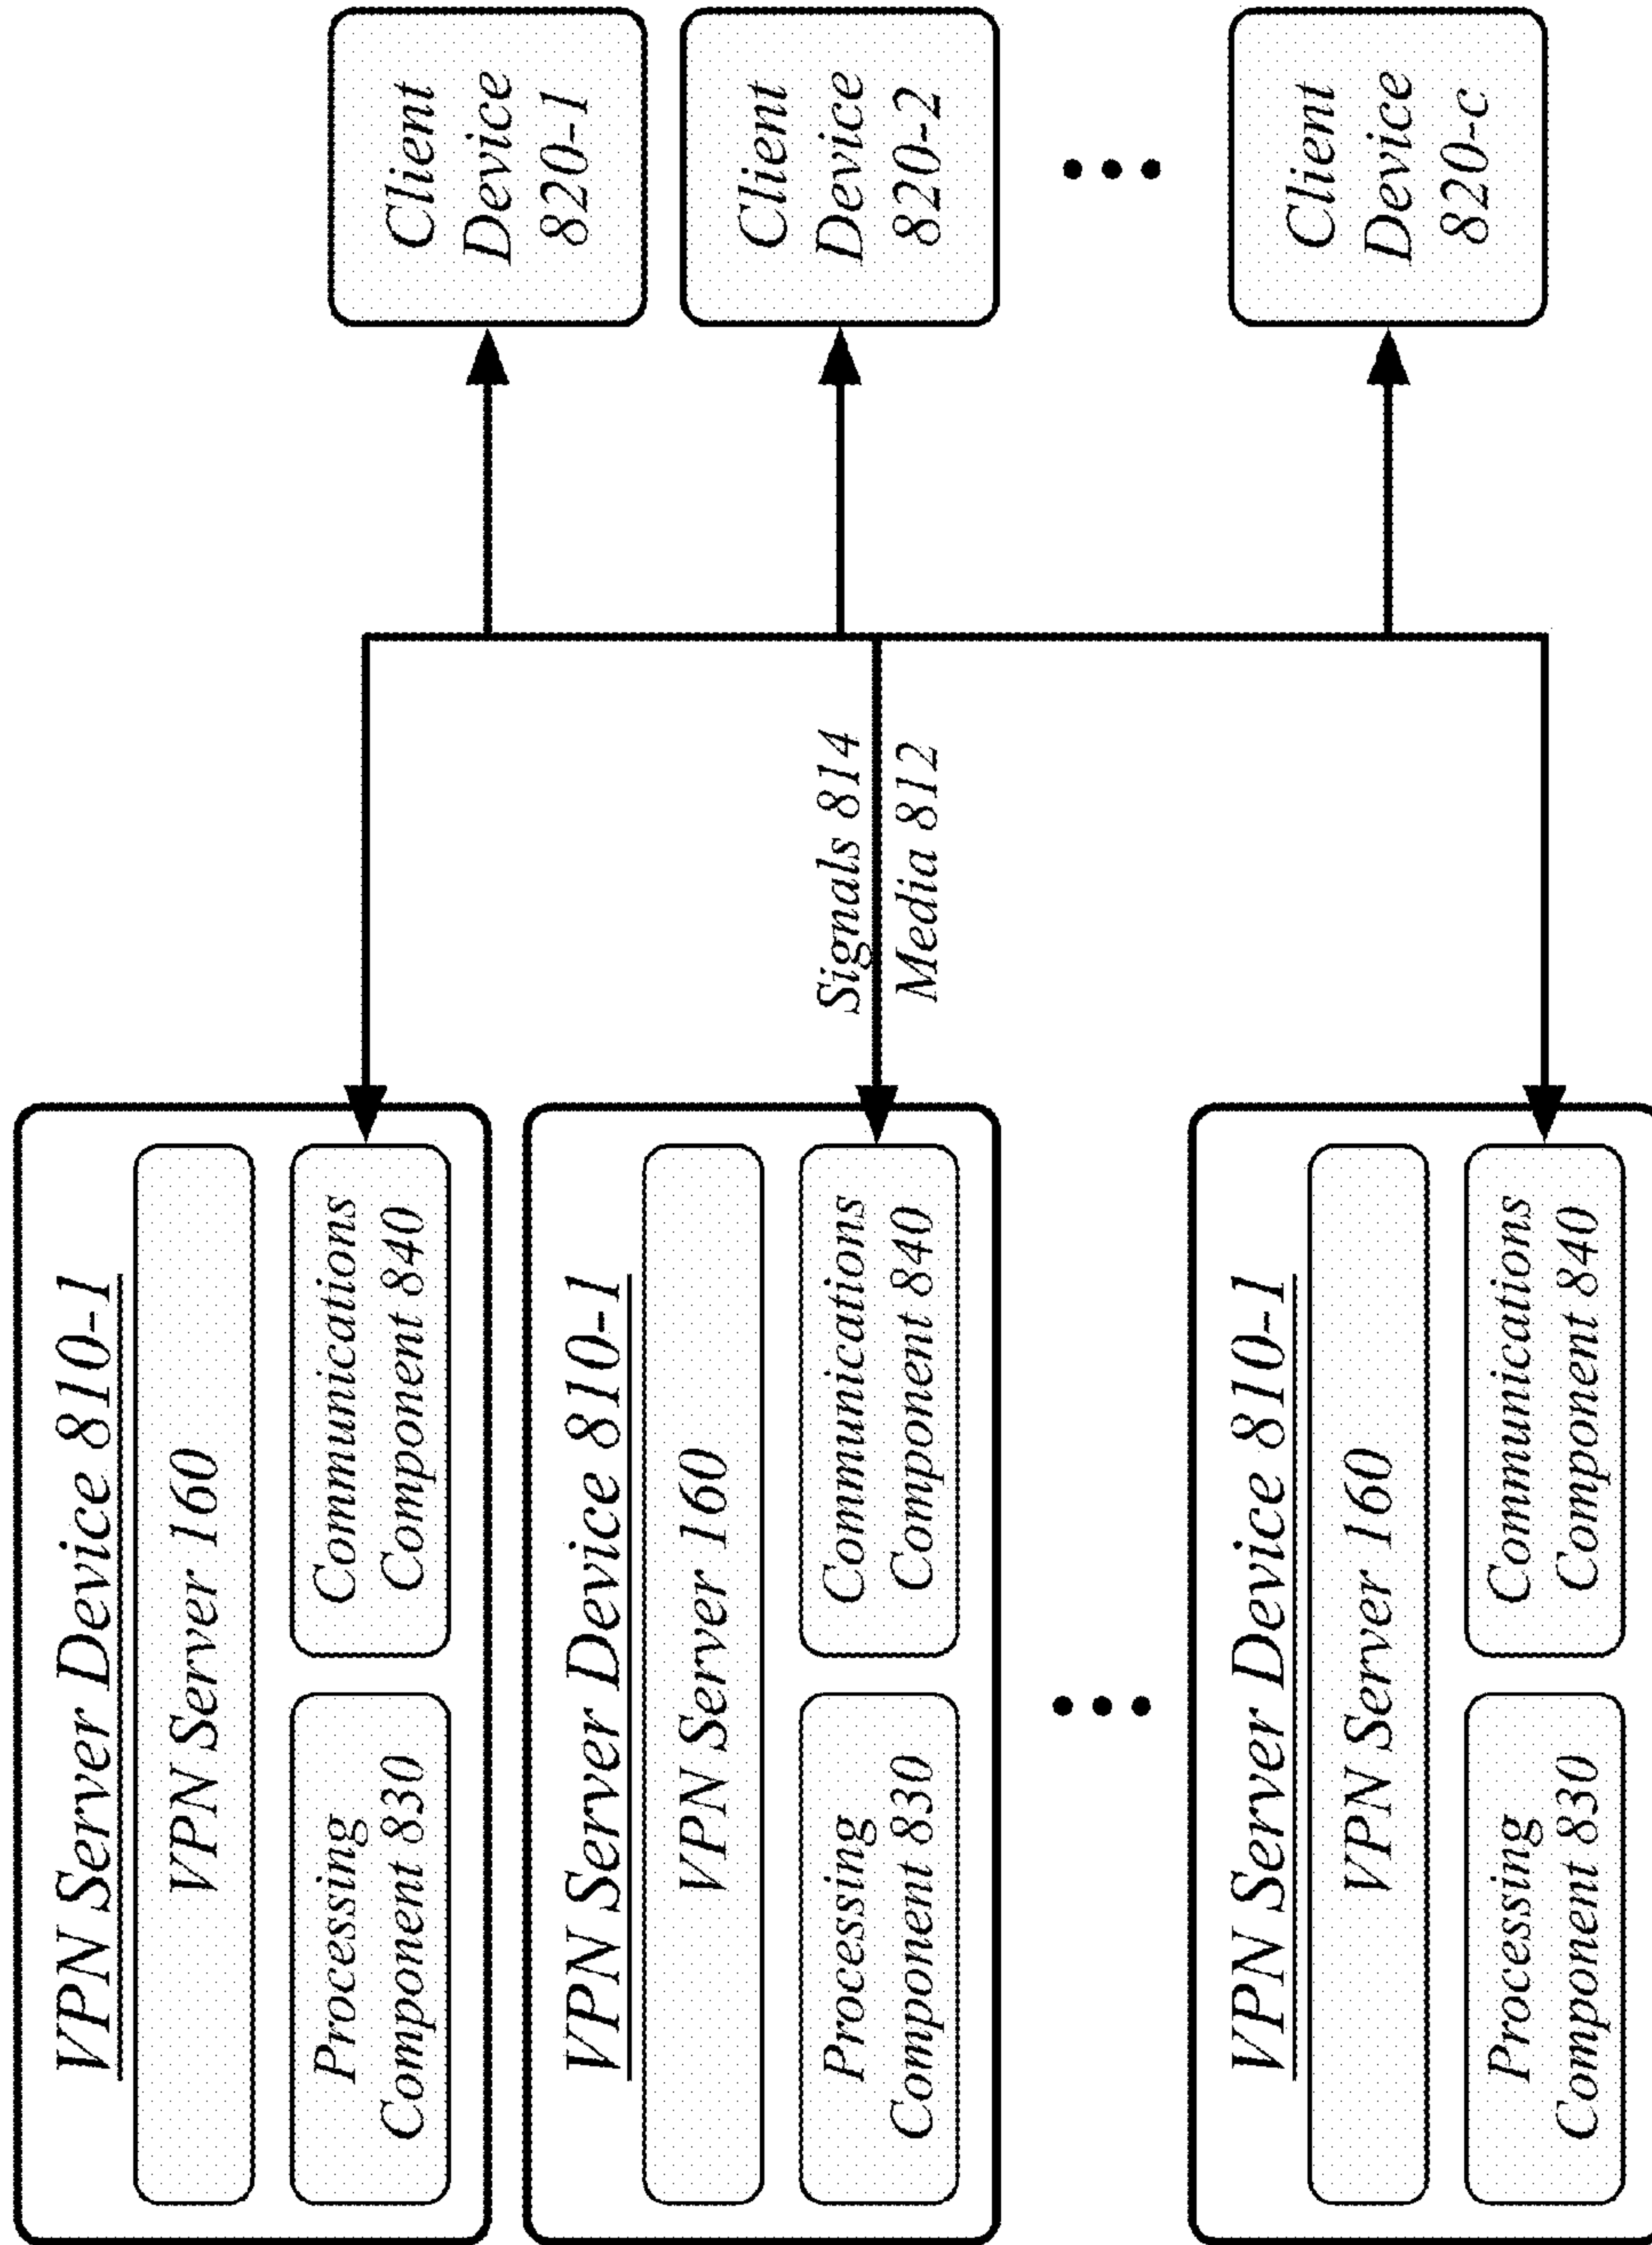 VPN Server Device 810-1
VPN Server 160
Processing
Component 830
Communications
Component 840
VPN Server Device 810-1
VPN Server 160
Processing
Component 830
Communications
Component 840
VPN Server Device 810-1
VPN Server 160
Processing
Component 830
Communications
Component 840
Signals 814
Media 812
Client
Device
820-1
Client
Device
820-2
Client
Device
820-c